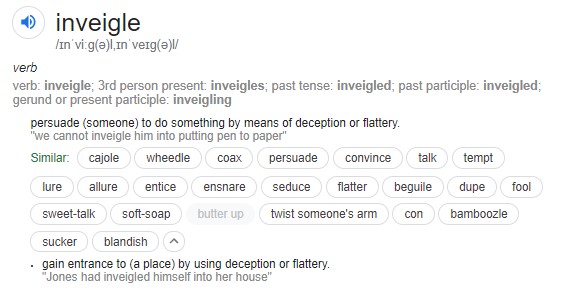 inveigle
/ɪnˈviːɡ(ə)l,ɪnˈveɪɡ(ə)l/
verb
verb: inveigle; 3rd person present: inveigles; past tense: inveigled; past participle: inveigled;
gerund or present participle: inveigling
persuade (someone) to do something by means of deception or flattery.
"we cannot inveigle him into putting pen to paper"
Similar: cajole wheedle coax persuade convince talk tempt
lure allure entice ensnare seduce flatter beguile dupe fool
sweet-talk soft-soap butter up twist someone's arm con bamboozle
sucker blandish
• gain entrance to (a place) by using deception or flattery.
"Jones had inveigled himself into her house"